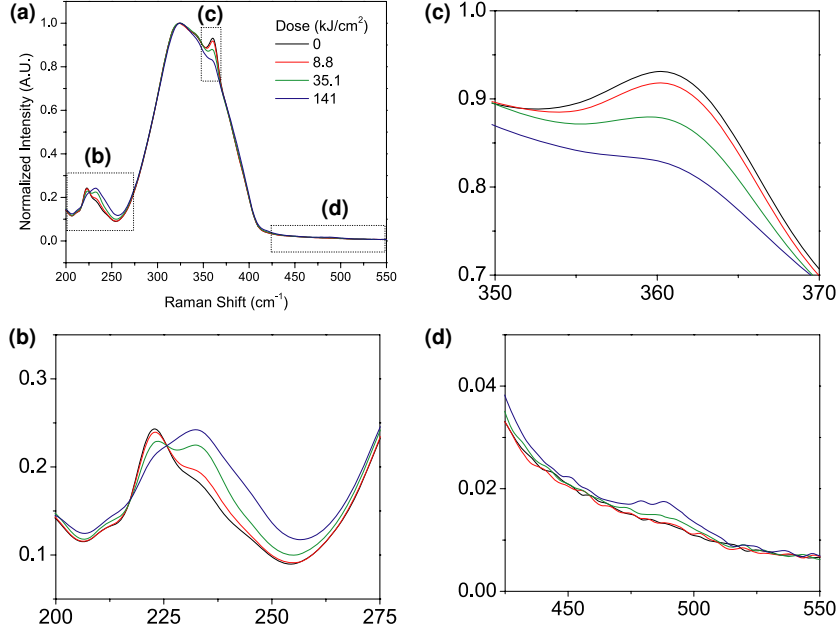 (a)
(c)
Dose (kJ/cm²)
0
8.8
35.1
141
(b)
(d)
Normalized Intensity (A.U.)
1.0
0.8
0.6
0.4
0.2
0.0
200 250 300 350 400 450 500 550
Raman Shift (cm⁻¹)
(c)
1.0
0.9
0.8
0.7
350 360 370
(b)
0.3
0.2
0.1
200 225 250 275
(d)
0.04
0.02
0.00
450 500 550